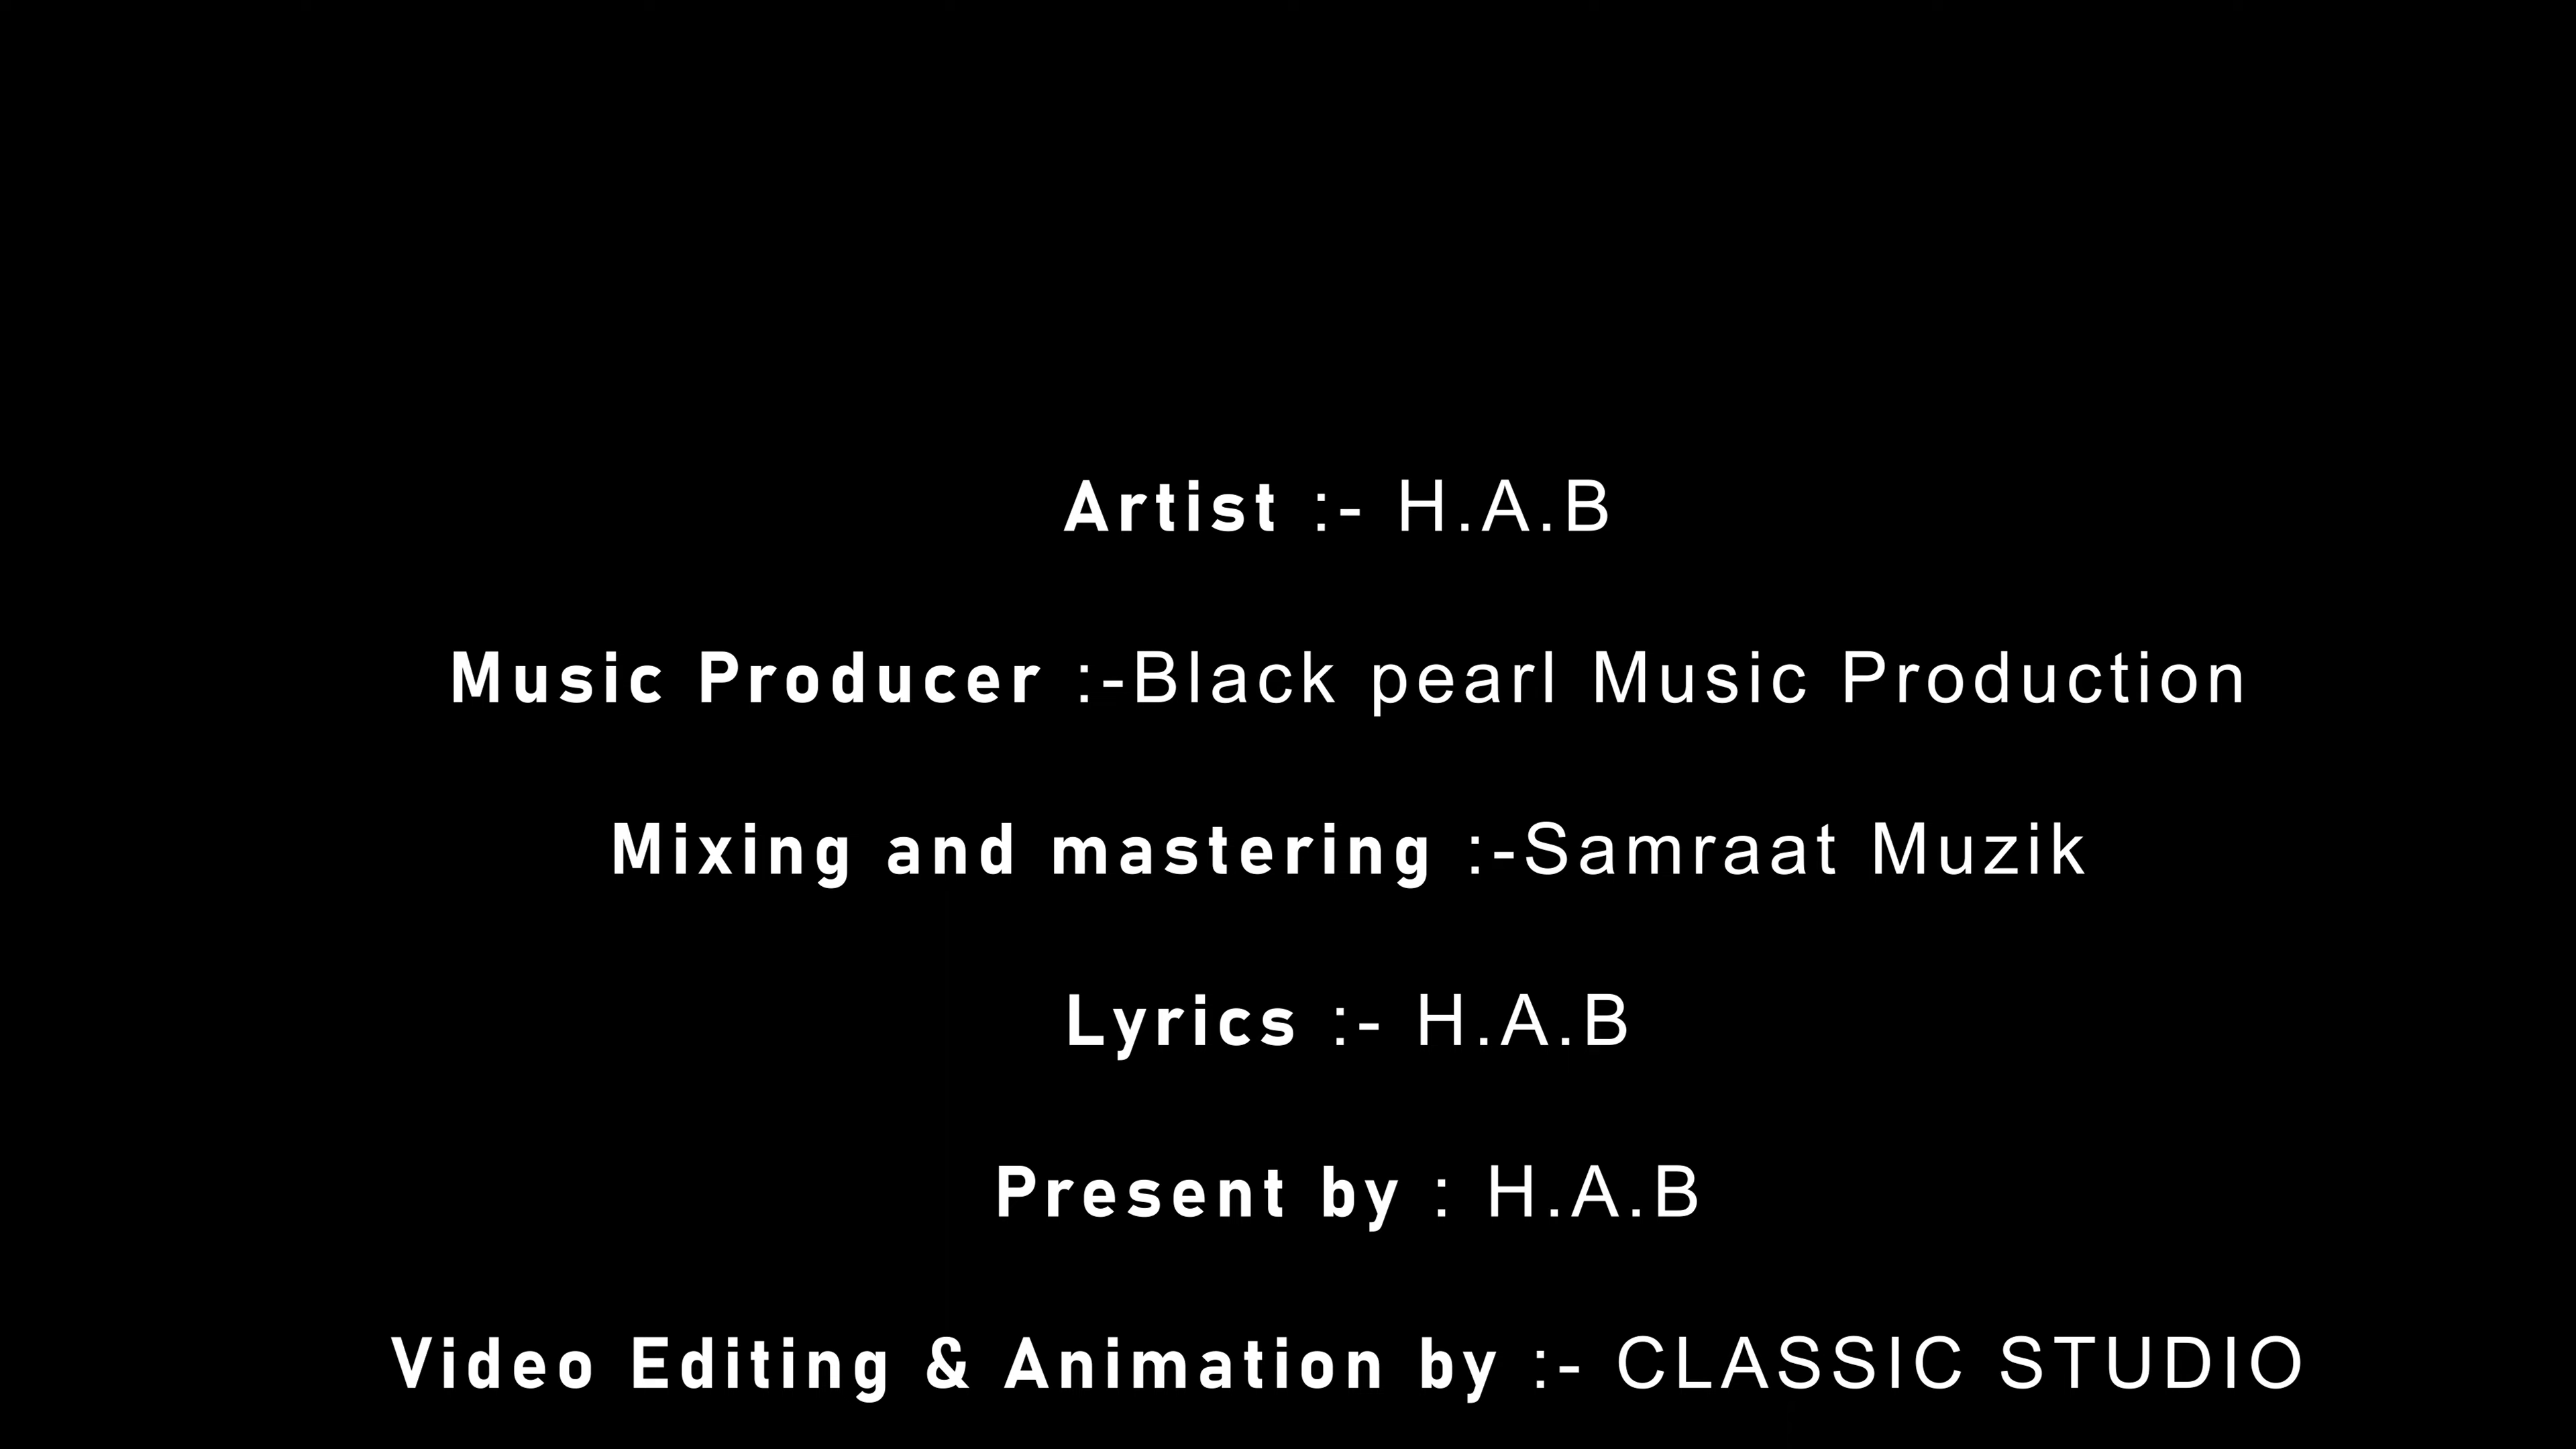 Artist :- H.A.B
Music Producer :-Black pearl Music Production
Mixing and mastering :-Samraat Muzik
Lyrics :- H.A.B
Present by : H.A.B
Video Editing & Animation by :- CLASSIC STUDIO